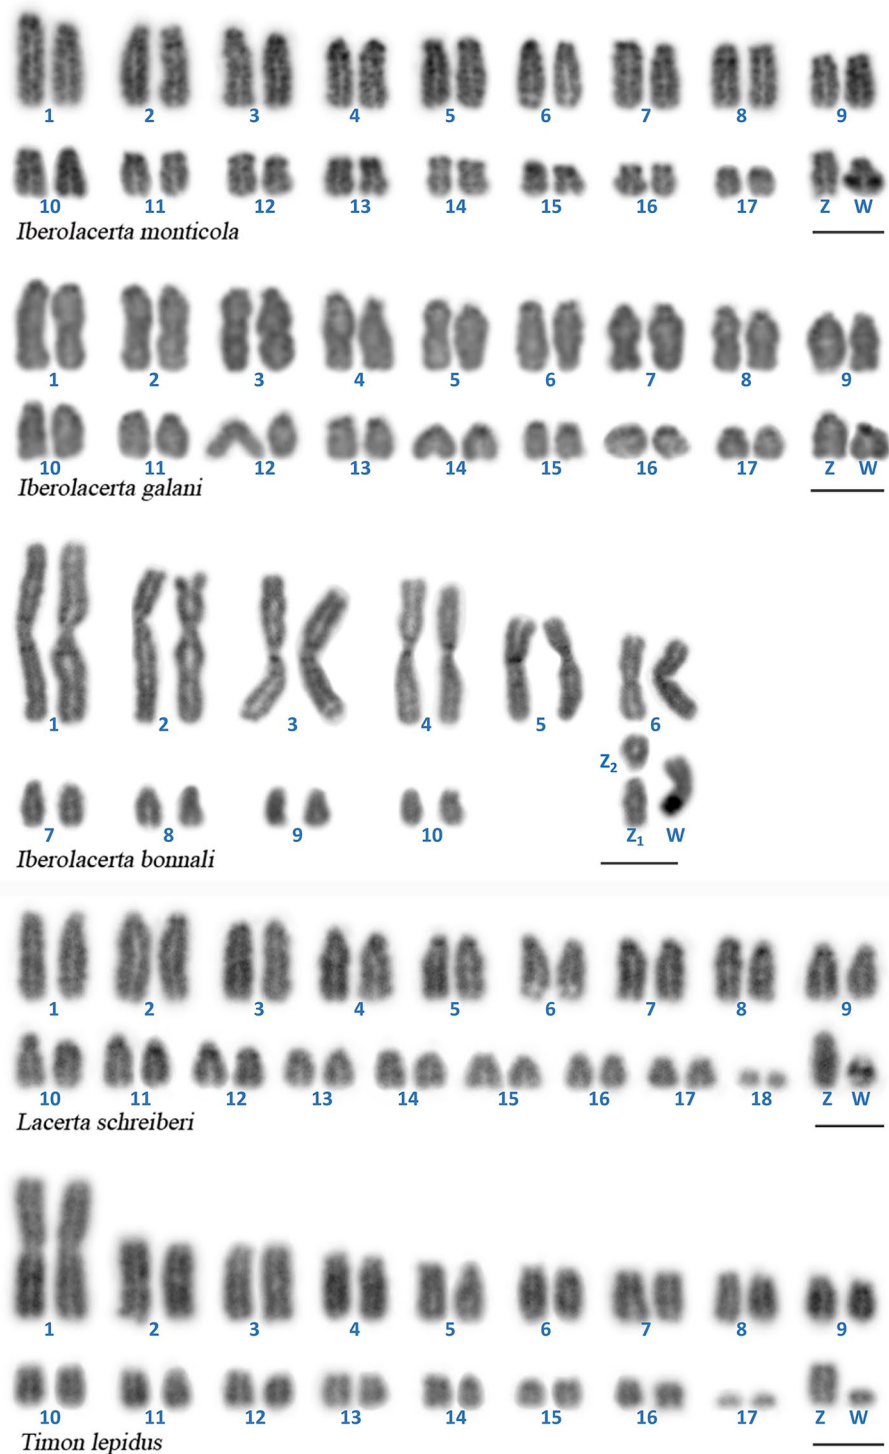 1 2 3 4 5 6 7 8 9
10 11 12 13 14 15 16 17 Z W
Iberolacerta monticola
1 2 3 4 5 6 7 8 9
10 11 12 13 14 15 16 17 Z W
Iberolacerta galani
1 2 3 4 5 6
Z2
7 8 9 10 Z1 W
Iberolacerta bonnali
1 2 3 4 5 6 7 8 9
10 11 12 13 14 15 16 17 18 Z W
Lacerta schreiberi
1 2 3 4 5 6 7 8 9
10 11 12 13 14 15 16 17 Z W
Timon lepidus